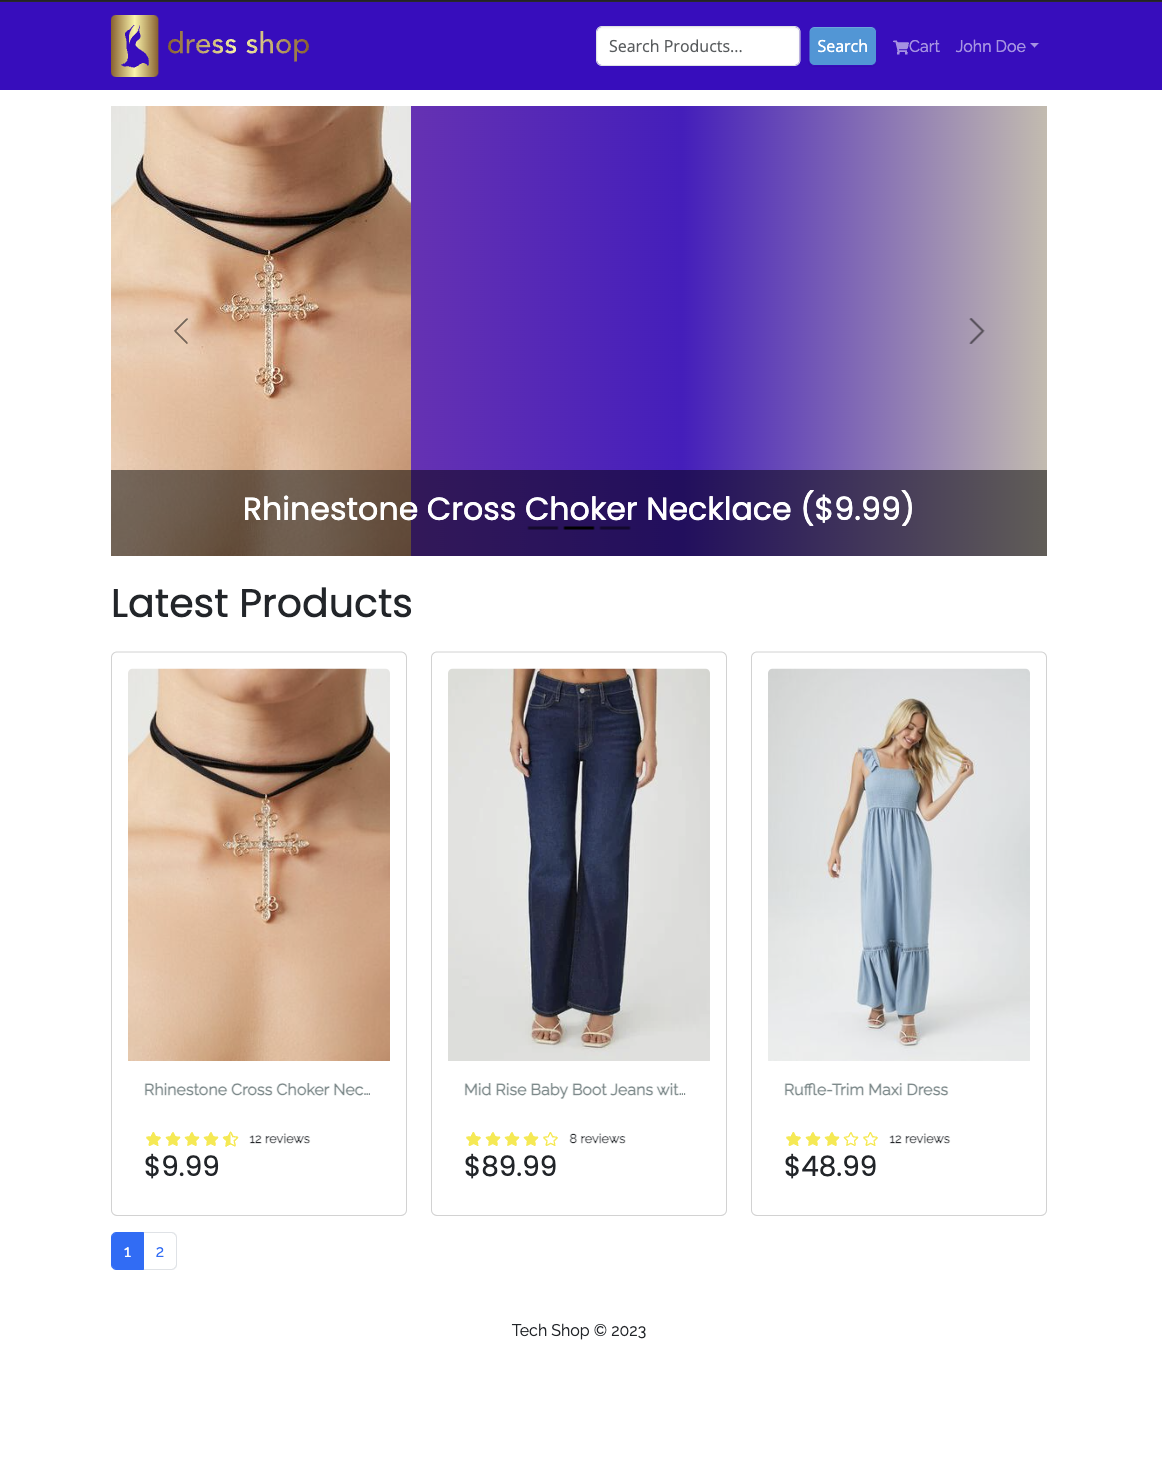 dress shop
Search Products...
Search
Cart
John Doe
Rhinestone Cross Choker Necklace ($9.99)
Latest Products
Rhinestone Cross Choker Nec...
12 reviews
$9.99
Mid Rise Baby Boot Jeans wit...
8 reviews
$89.99
Ruffle-Trim Maxi Dress
12 reviews
$48.99
1 2
Tech Shop © 2023